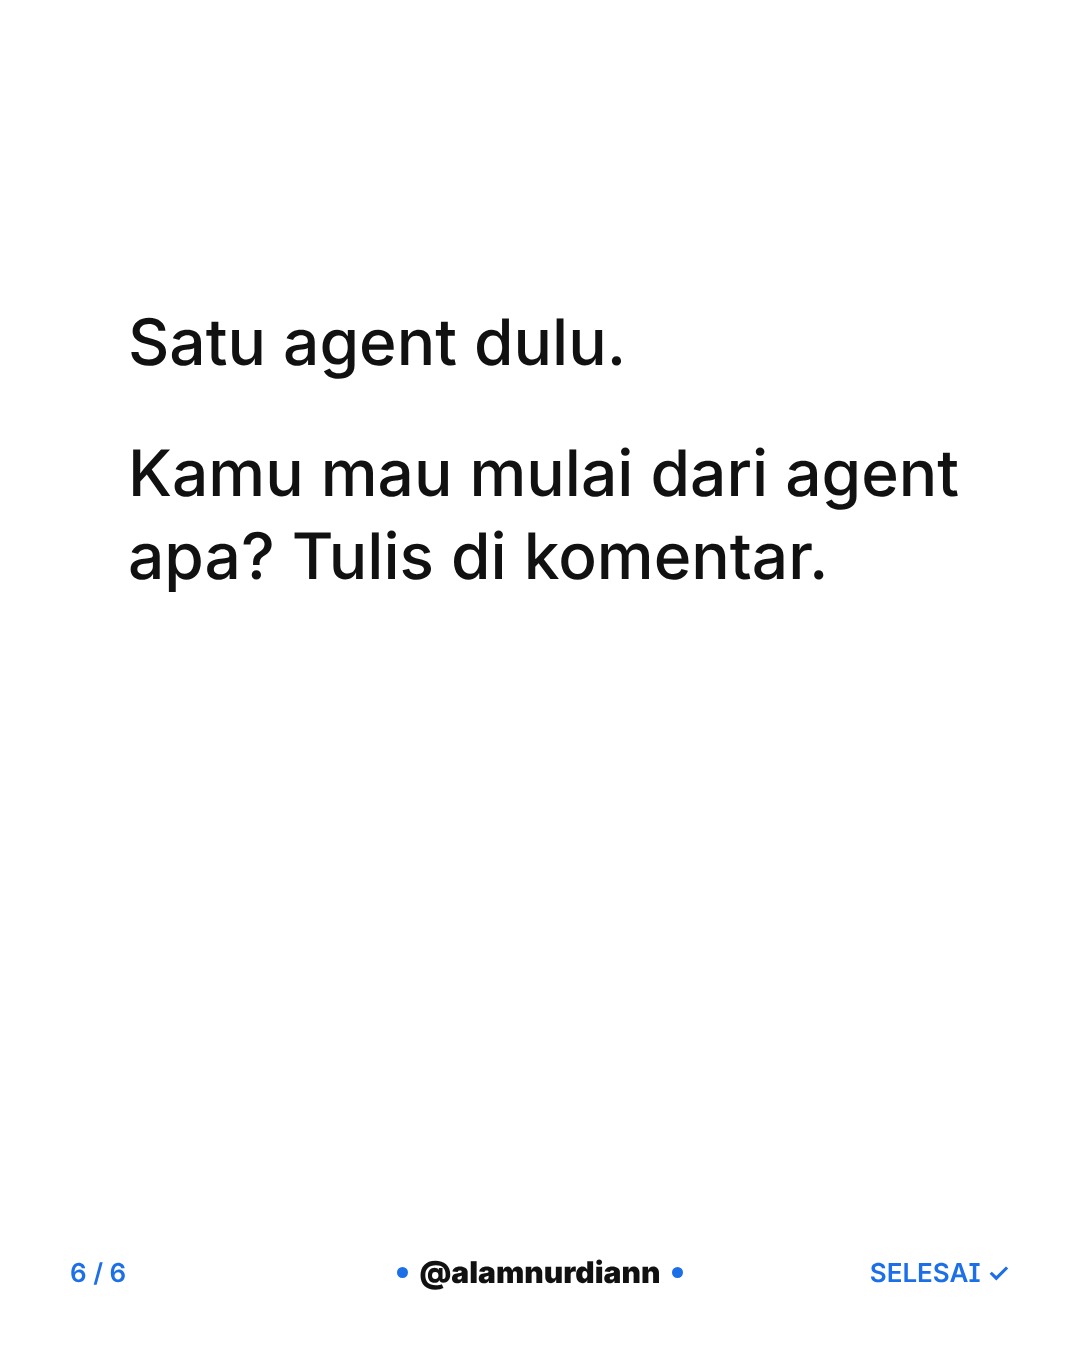 Satu agent dulu.
Kamu mau mulai dari agent
apa? Tulis di komentar.
6 / 6
@alamnurdiann
SELESAI ✓